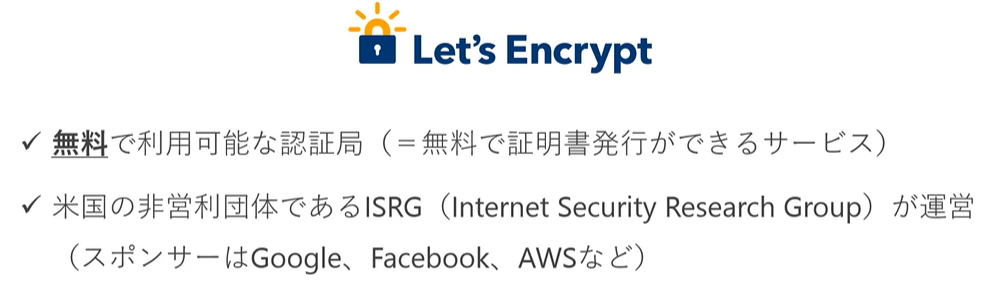 Let's Encrypt
✓ 無料で利用可能な認証局（＝無料で証明書発行ができるサービス）
✓ 米国の非営利団体であるISRG（Internet Security Research Group）が運営
（スポンサーはGoogle、Facebook、AWSなど）